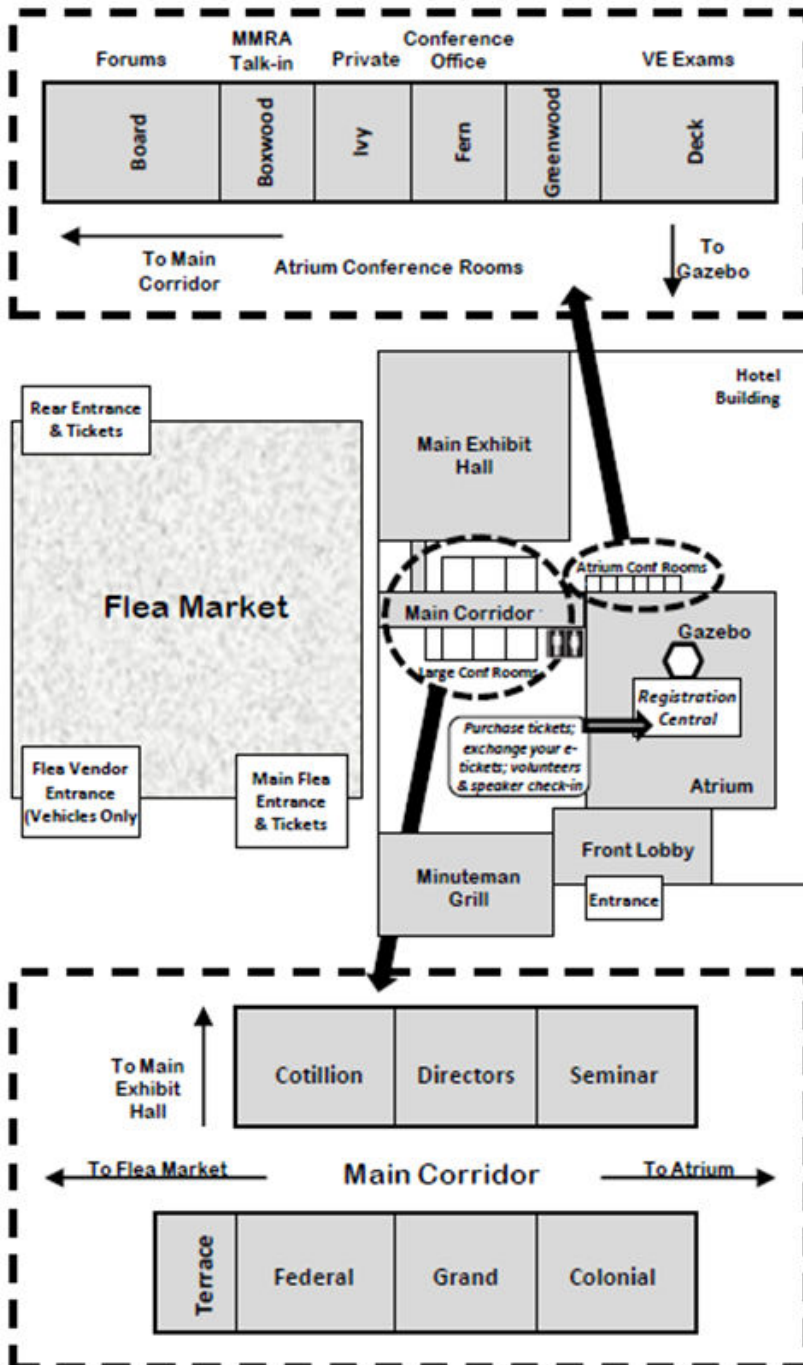 Forums
MMRA
Talk-in
Private
Conference
Office
VE Exams
Board
Boxwood
Ivy
Fern
Greenwood
Deck
To Main
Corridor
Atrium Conference Rooms
To
Gazebo
Hotel
Building
Rear Entrance
& Tickets
Main Exhibit
Hall
Flea Market
Atrium Conf Rooms
Main Corridor
Gazebo
Large Conf Rooms
Registration
Central
Purchase tickets;
exchange your e-
tickets; volunteers
& speaker check-in
Flea Vendor
Entrance
(Vehicles Only
Main Flea
Entrance
& Tickets
Atrium
Front Lobby
Minuteman
Grill
Entrance
To Main
Exhibit
Hall
Cotillion
Directors
Seminar
To Flea Market
Main Corridor
To Atrium
Terrace
Federal
Grand
Colonial